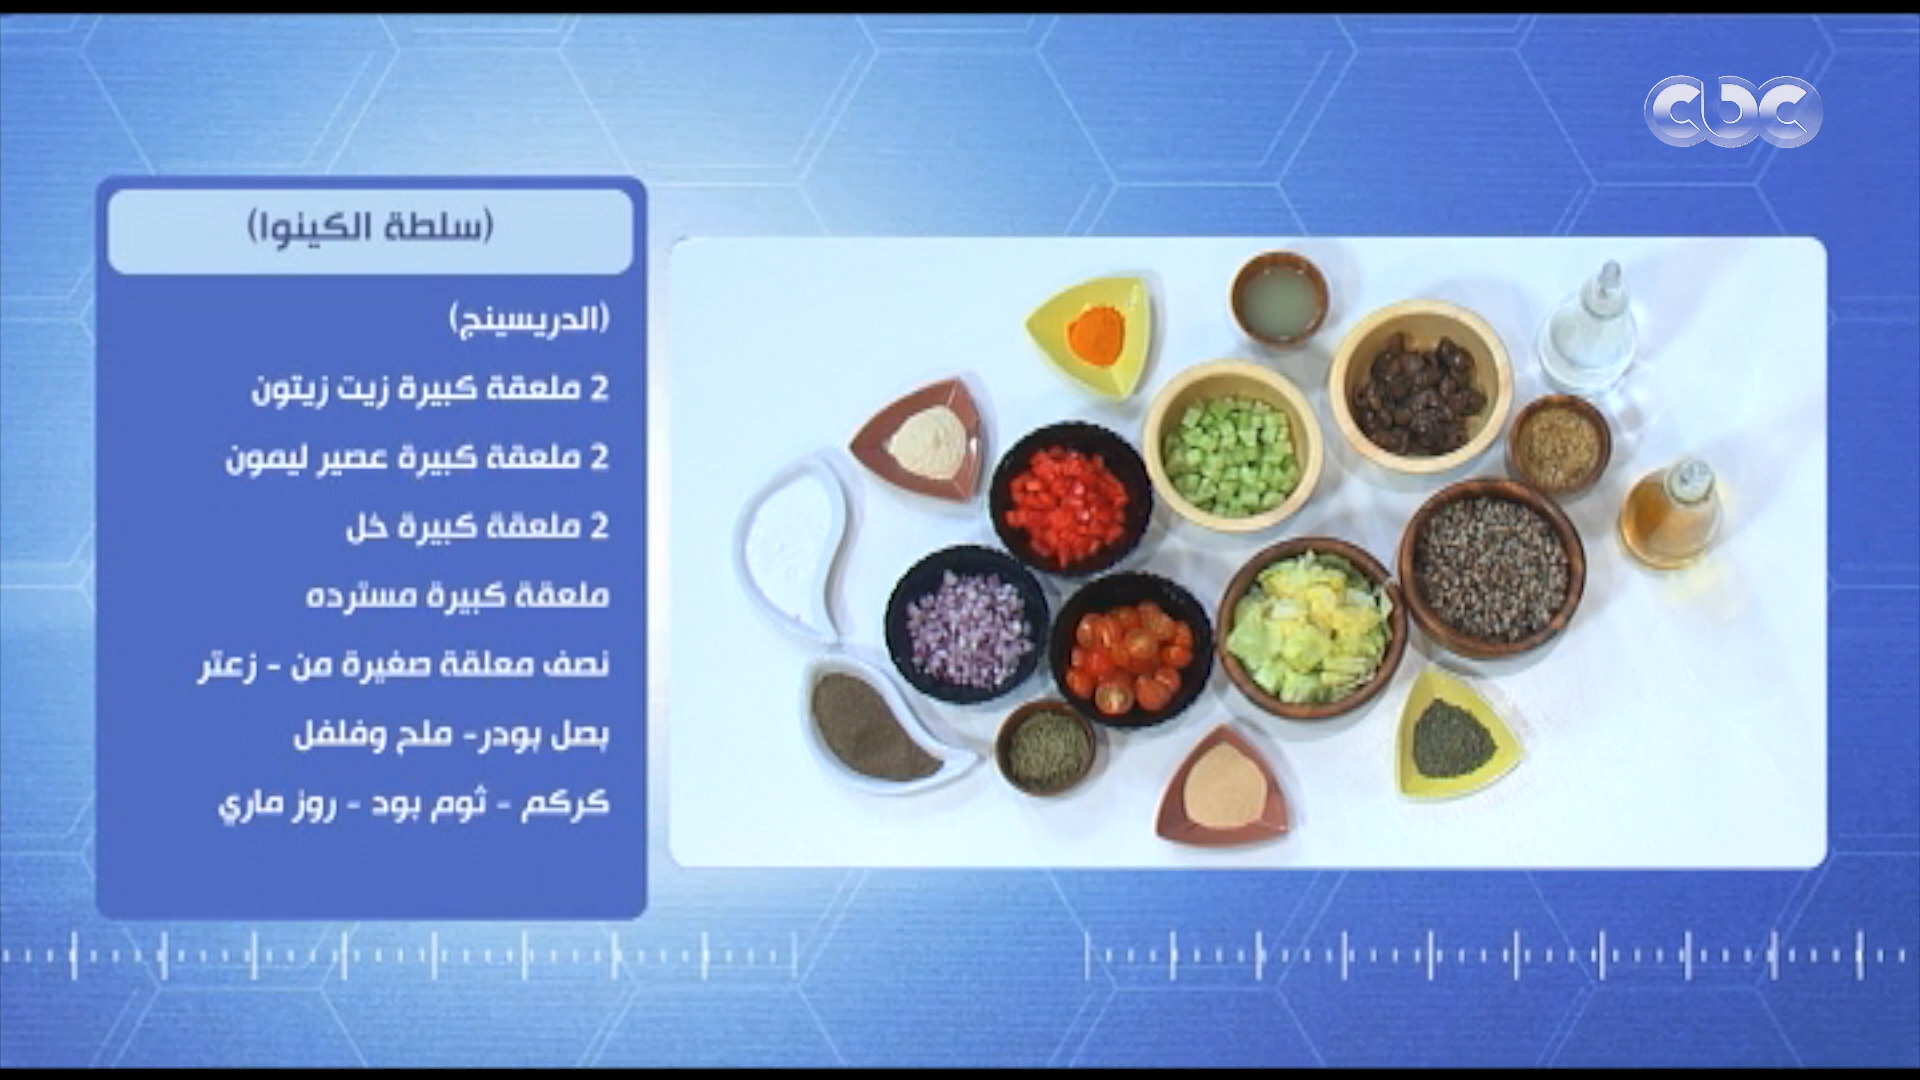 cbc
(سلطة الكينوا)
(الدريسينج)
2 ملعقة كبيرة زيت زيتون
2 ملعقة كبيرة عصير ليمون
2 ملعقة كبيرة خل
ملعقة كبيرة مسترده
نصف معلقة صغيرة من - زعتر
بصل بودر- ملح وفلفل
كركم - ثوم بود - روز ماري